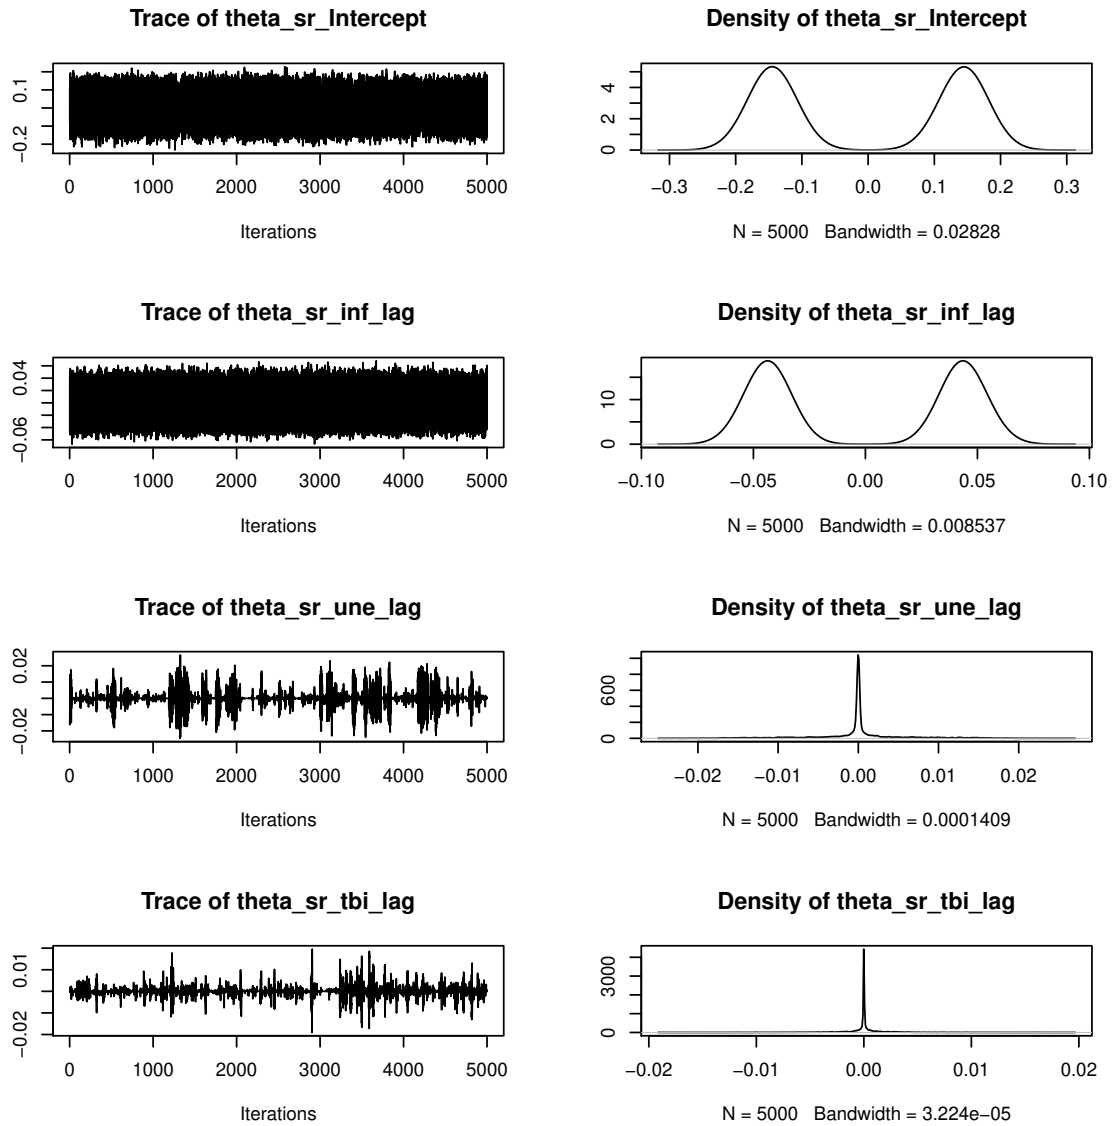 Trace of theta_sr_Intercept
0.1
−0.2
0 1000 2000 3000 4000 5000
Iterations
Density of theta_sr_Intercept
4
2
0
−0.3 −0.2 −0.1 0.0 0.1 0.2 0.3
N = 5000 Bandwidth = 0.02828
Trace of theta_sr_inf_lag
0.04
−0.06
0 1000 2000 3000 4000 5000
Iterations
Density of theta_sr_inf_lag
10
0
−0.10 −0.05 0.00 0.05 0.10
N = 5000 Bandwidth = 0.008537
Trace of theta_sr_une_lag
0.02
−0.02
0 1000 2000 3000 4000 5000
Iterations
Density of theta_sr_une_lag
600
0
−0.02 −0.01 0.00 0.01 0.02
N = 5000 Bandwidth = 0.0001409
Trace of theta_sr_tbi_lag
0.01
−0.02
0 1000 2000 3000 4000 5000
Iterations
Density of theta_sr_tbi_lag
3000
0
−0.02 −0.01 0.00 0.01 0.02
N = 5000 Bandwidth = 3.224e−05